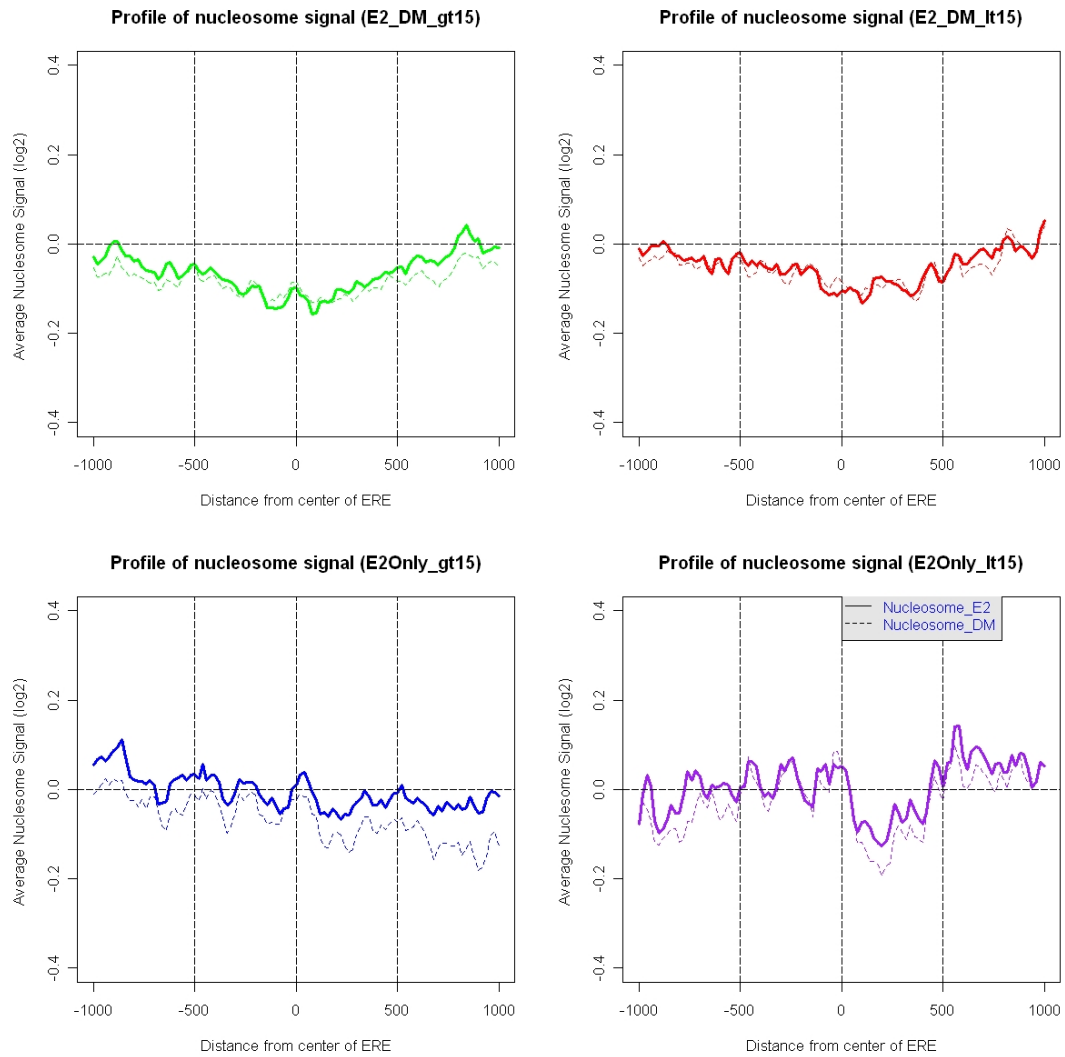 Profile of nucleosome signal (E2_DM_gt15)
Average Nuclesome Signal (log2)
0.4
0.2
0.0
-0.2
-0.4
-1000 -500 0 500 1000
Distance from center of ERE
Profile of nucleosome signal (E2_DM_lt15)
Average Nuclesome Signal (log2)
0.4
0.2
0.0
-0.2
-0.4
-1000 -500 0 500 1000
Distance from center of ERE
Profile of nucleosome signal (E2Only_gt15)
Average Nuclesome Signal (log2)
0.4
0.2
0.0
-0.2
-0.4
-1000 -500 0 500 1000
Distance from center of ERE
Profile of nucleosome signal (E2Only_lt15)
Nucleosome_E2
Nucleosome_DM
Average Nuclesome Signal (log2)
0.4
0.2
0.0
-0.2
-0.4
-1000 -500 0 500 1000
Distance from center of ERE